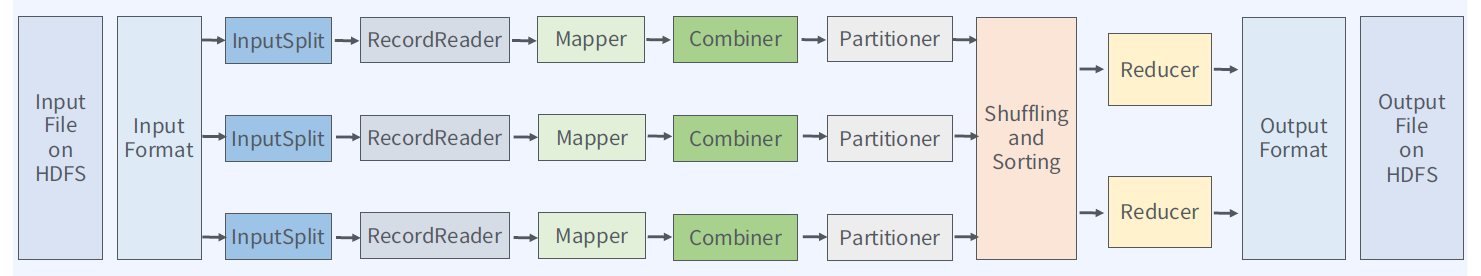 Input
File
on
HDFS
Input
Format
InputSplit
RecordReader
Mapper
Combiner
Partitioner
InputSplit
RecordReader
Mapper
Combiner
Partitioner
InputSplit
RecordReader
Mapper
Combiner
Partitioner
Shuffling
and
Sorting
Reducer
Reducer
Output
Format
Output
File
on
HDFS